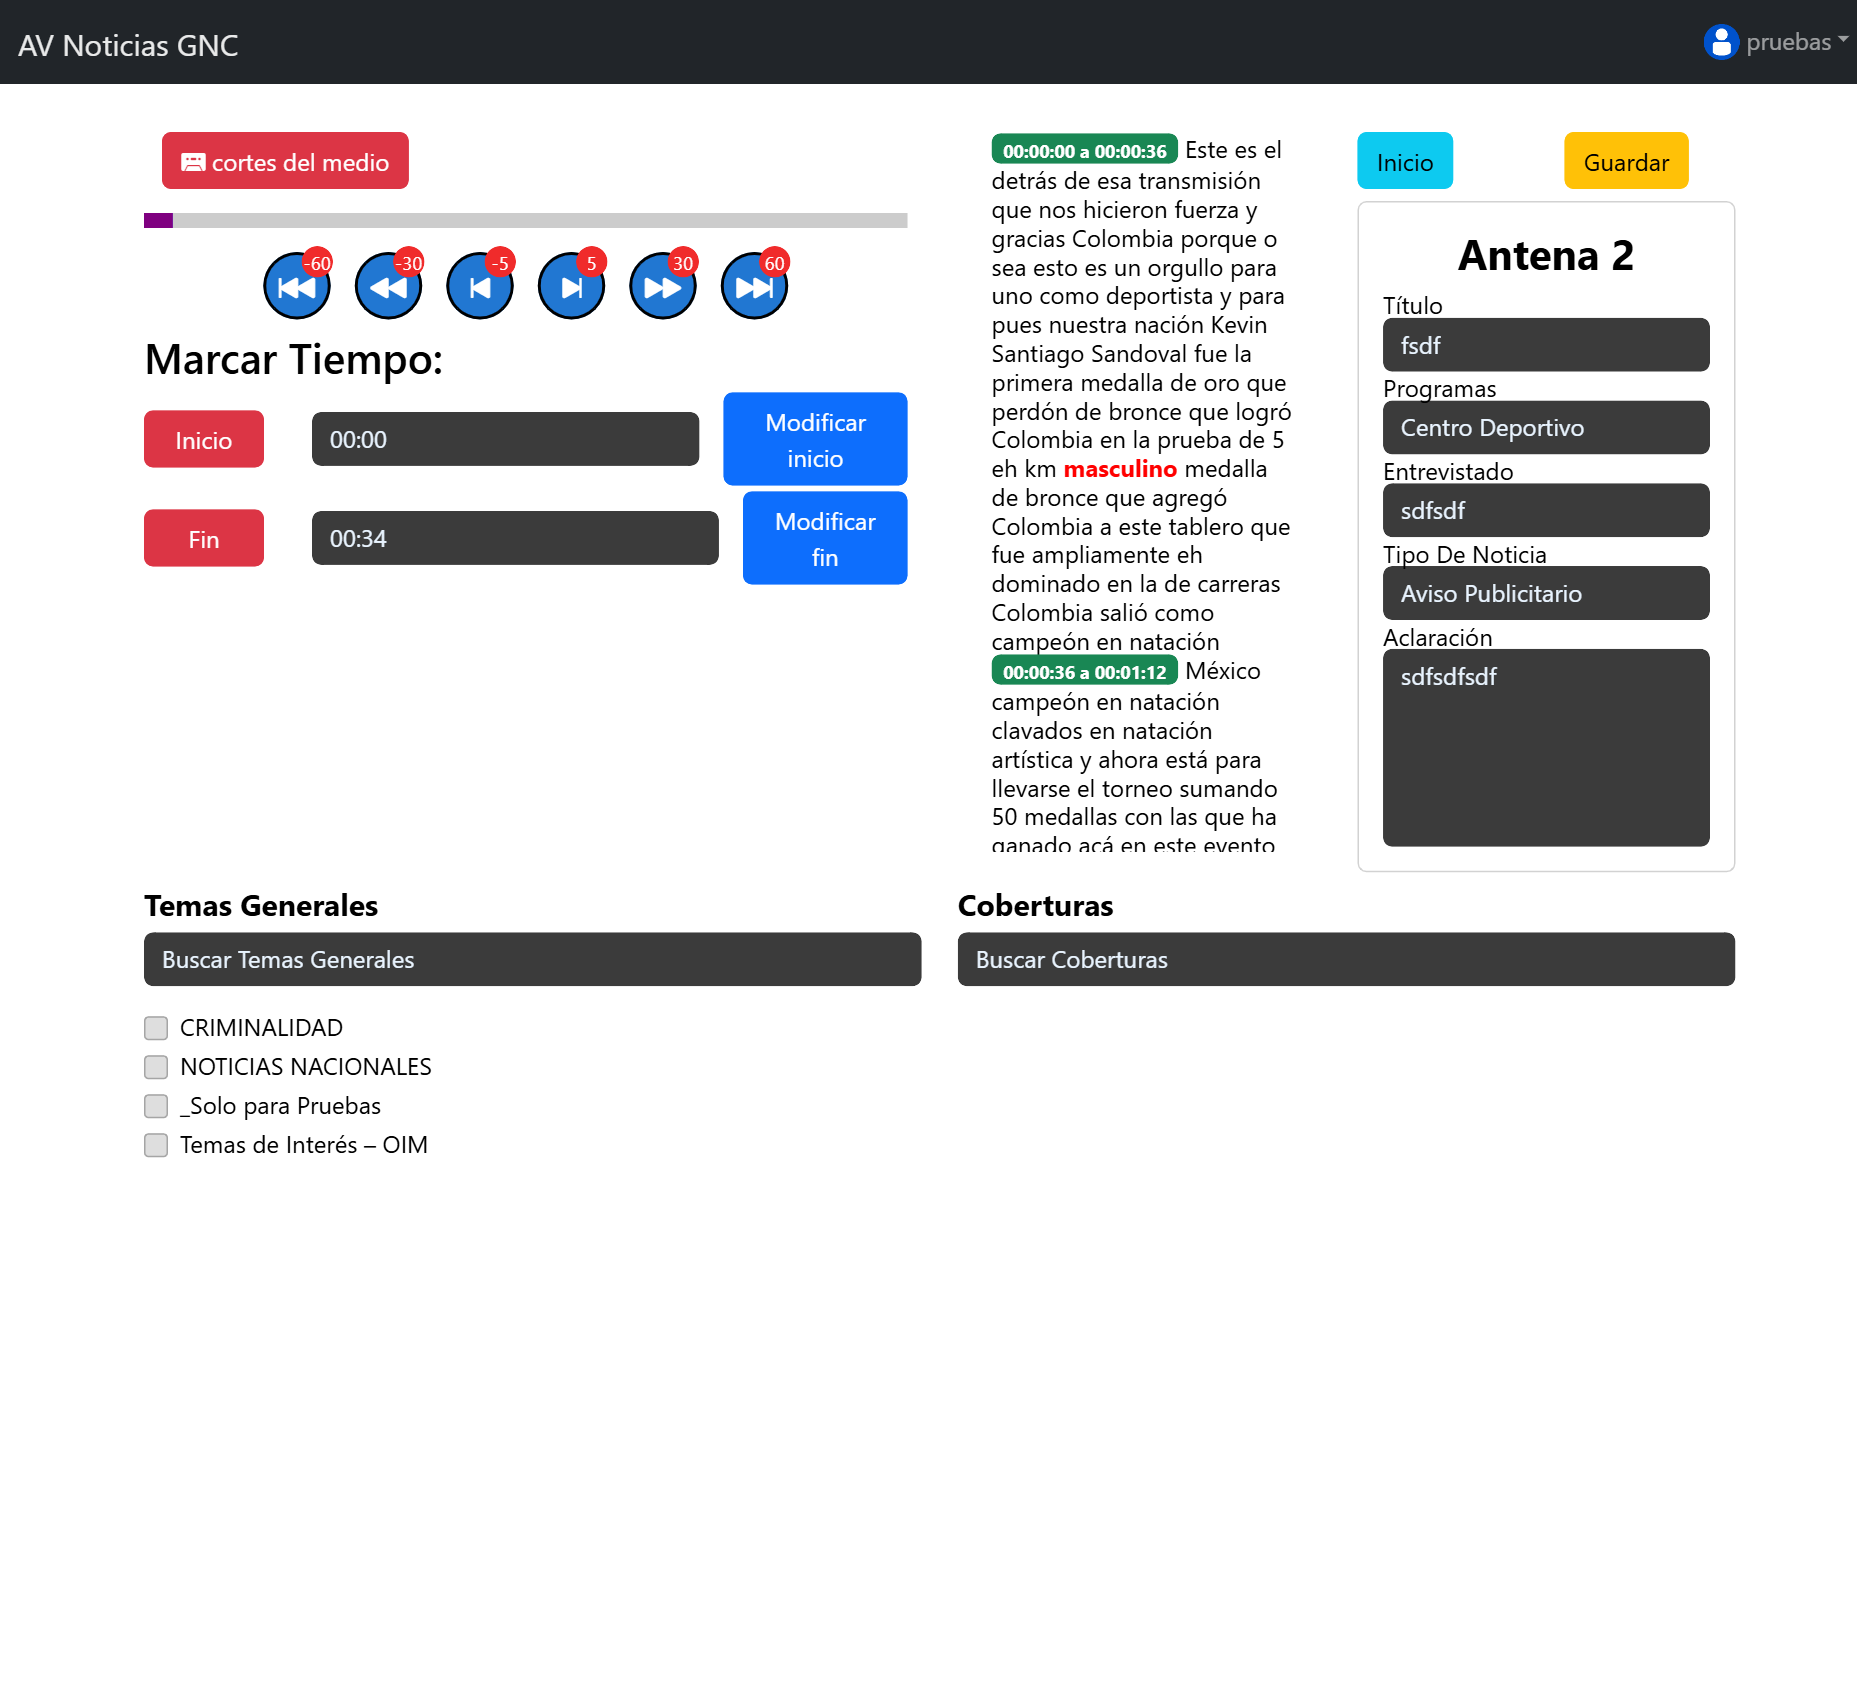 AV Noticias GNC
pruebas
cortes del medio
-60
-30
-5
5
30
60
Marcar Tiempo:
Inicio
00:00
Modificar
inicio
Fin
00:34
Modificar
fin
00:00:00 a 00:00:36 Este es el
detrás de esa transmisión
que nos hicieron fuerza y
gracias Colombia porque o
sea esto es un orgullo para
uno como deportista y para
pues nuestra nación Kevin
Santiago Sandoval fue la
primera medalla de oro que
perdón de bronce que logró
Colombia en la prueba de 5
eh km masculino medalla
de bronce que agregó
Colombia a este tablero que
fue ampliamente eh
dominado en la de carreras
Colombia salió como
campeón en natación
00:00:36 a 00:01:12 México
campeón en natación
clavados en natación
artística y ahora está para
llevarse el torneo sumando
50 medallas con las que ha
ganado acá en este evento
Inicio
Guardar
Antena 2
Título
fsdf
Programas
Centro Deportivo
Entrevistado
sdfsdf
Tipo De Noticia
Aviso Publicitario
Aclaración
sdfsdfsdf
Temas Generales
Buscar Temas Generales
CRIMINALIDAD
NOTICIAS NACIONALES
_Solo para Pruebas
Temas de Interés – OIM
Coberturas
Buscar Coberturas